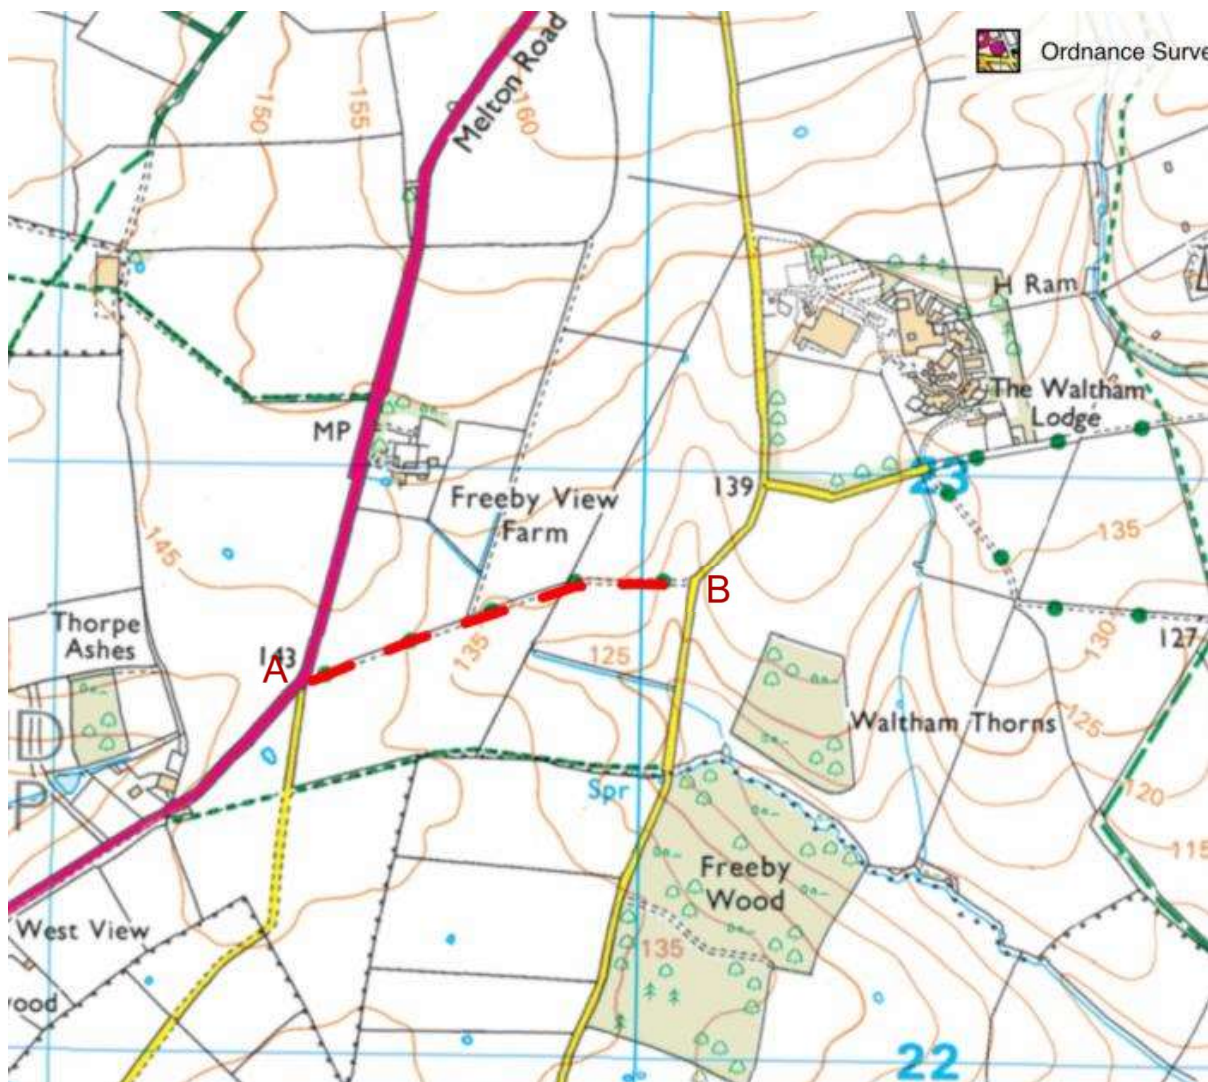 Ordnance Surve
Melton Road
150
155
160
H Ram
The Waltham
Lodge
MP
23
139
Freeby View
Farm
145
135
B
Thorpe
Ashes
143
A
135
125
130
127
Waltham Thorns
125
120
115
Spr
Freeby
Wood
West View
135
ood
22